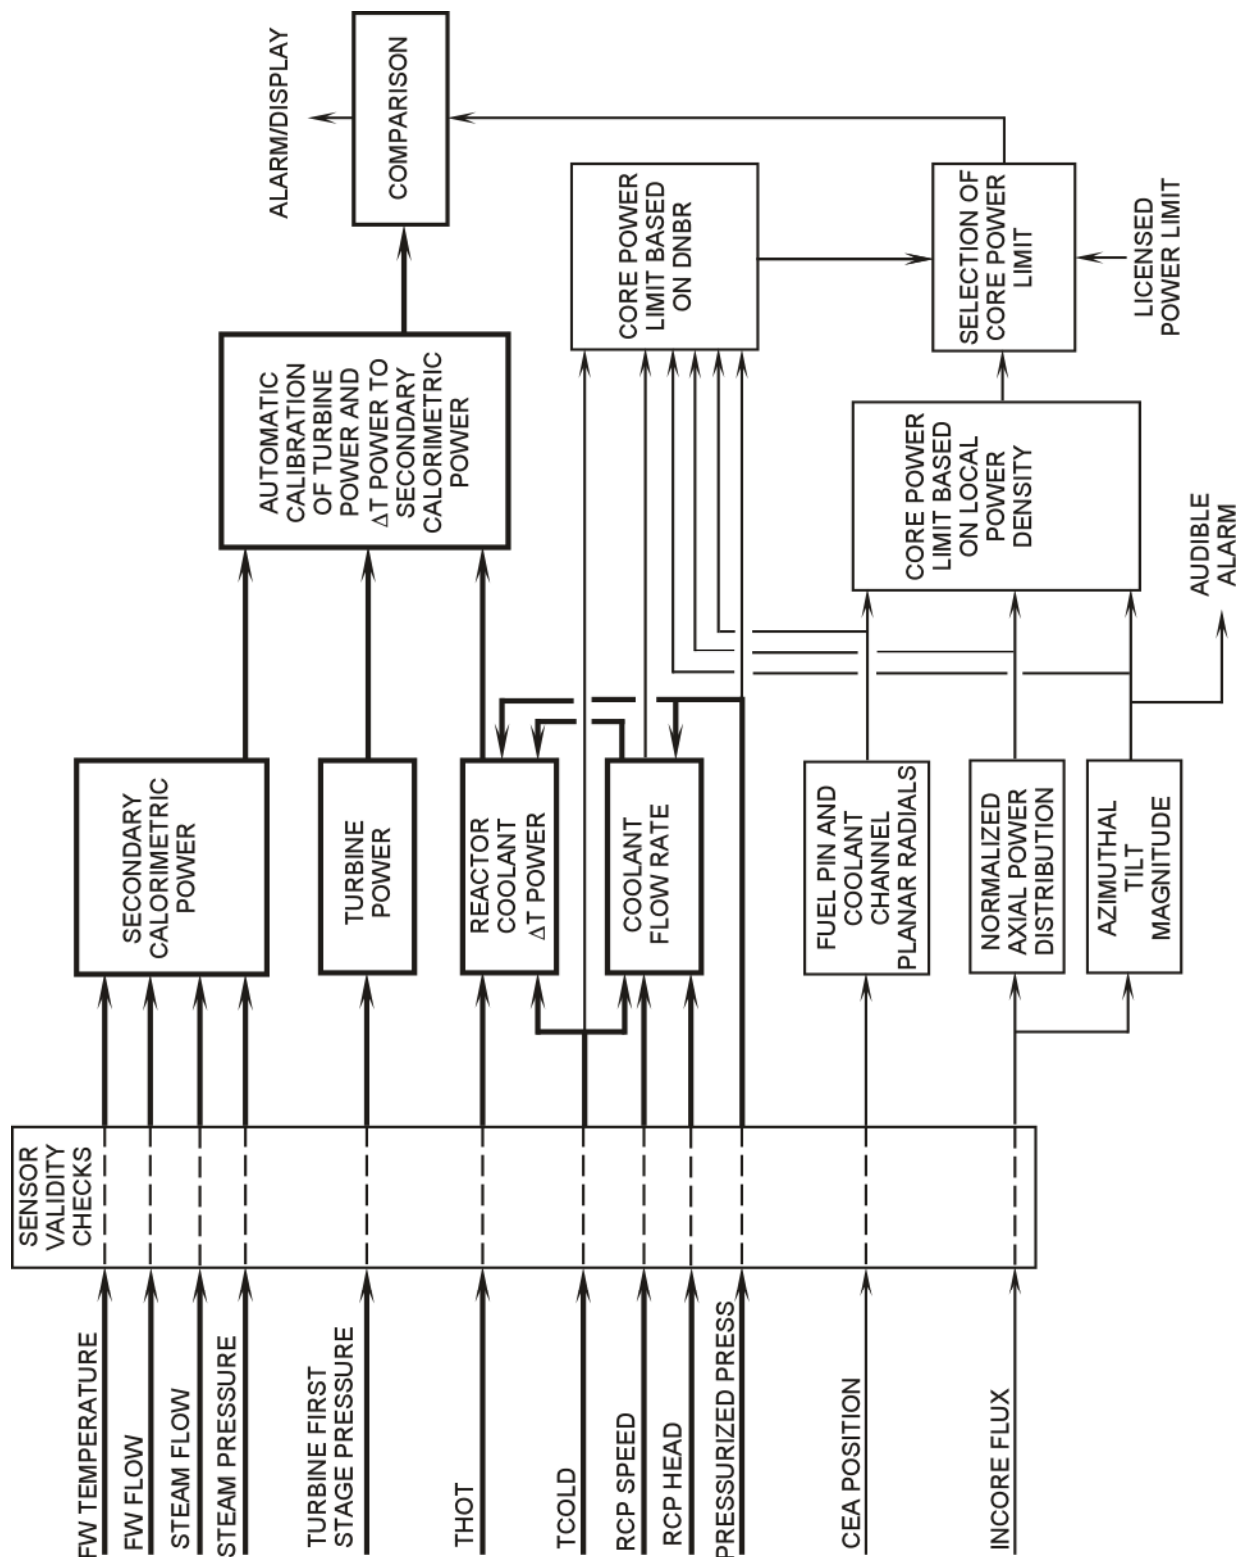 FW TEMPERATURE
FW FLOW
STEAM FLOW
STEAM PRESSURE
TURBINE FIRST
STAGE PRESSURE
THOT
TCOLD
RCP SPEED
RCP HEAD
PRESSURIZED PRESS
CEA POSITION
INCORE FLUX
SENSOR
VALIDITY
CHECKS
SECONDARY
CALORIMETRIC
POWER
TURBINE
POWER
REACTOR
COOLANT
ΔT POWER
COOLANT
FLOW RATE
FUEL PIN AND
COOLANT
CHANNEL
PLANAR RADIALS
NORMALIZED
AXIAL POWER
DISTRIBUTION
AZIMUTHAL
TILT
MAGNITUDE
AUTOMATIC
CALIBRATION
OF TURBINE
POWER AND
ΔT POWER TO
SECONDARY
CALORIMETRIC
POWER
CORE POWER
LIMIT BASED
ON DNBR
CORE POWER
LIMIT BASED
ON LOCAL
POWER
DENSITY
AUDIBLE
ALARM
ALARM/DISPLAY
COMPARISON
SELECTION OF
CORE POWER
LIMIT
LICENSED
POWER LIMIT